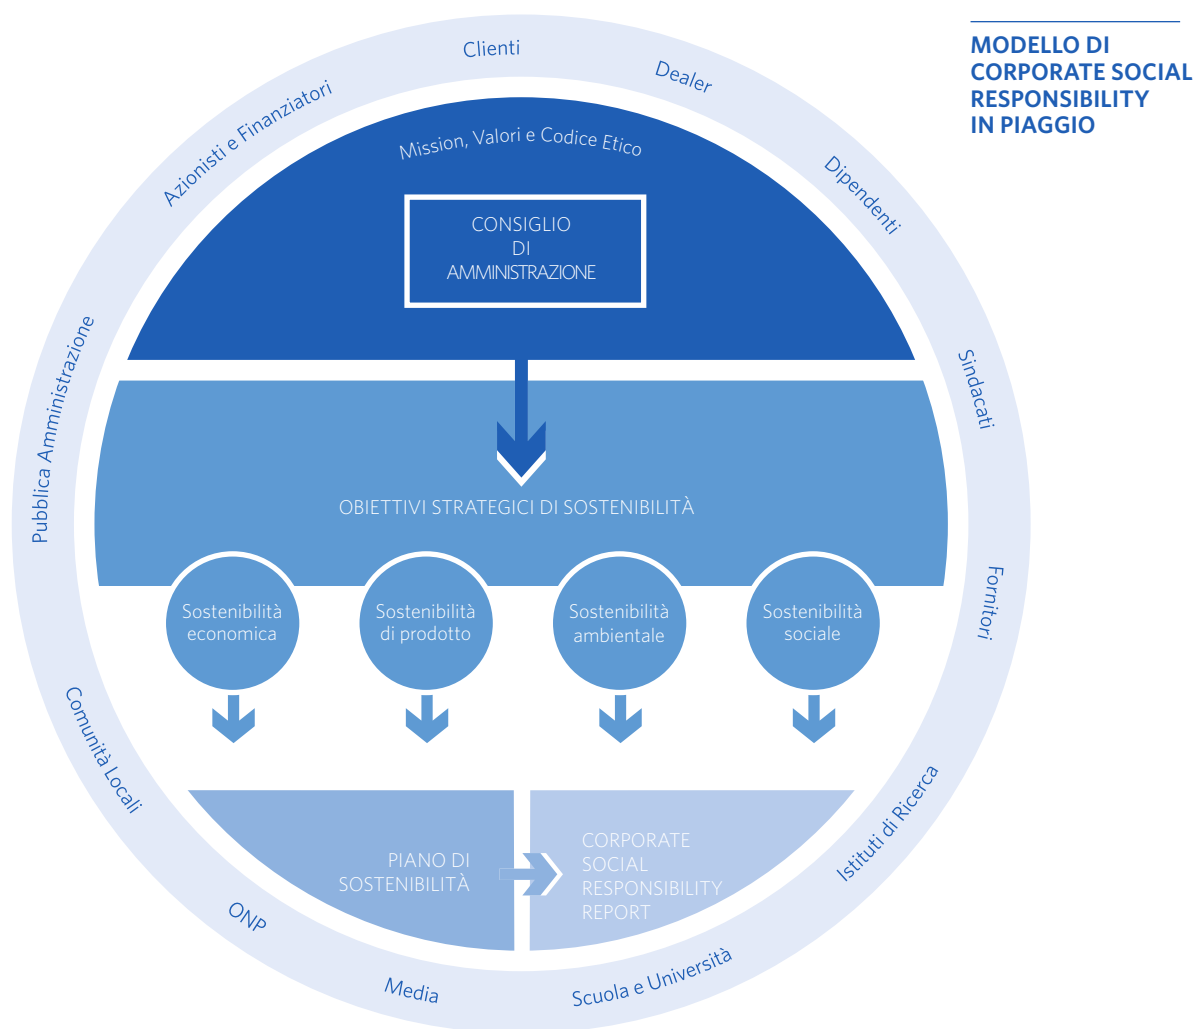 MODELLO DI
CORPORATE SOCIAL
RESPONSIBILITY
IN PIAGGIO
Clienti
Dealer
Dipendenti
Sindacati
Fornitori
Istituti di Ricerca
Scuola e Università
Media
ONP
Comunità Locali
Pubblica Amministrazione
Azionisti e Finanziatori
Mission, Valori e Codice Etico
CONSIGLIO
DI
AMMINISTRAZIONE
OBIETTIVI STRATEGICI DI SOSTENIBILITÀ
Sostenibilità
economica
Sostenibilità
di prodotto
Sostenibilità
ambientale
Sostenibilità
sociale
PIANO DI
SOSTENIBILITÀ
CORPORATE
SOCIAL
RESPONSIBILITY
REPORT